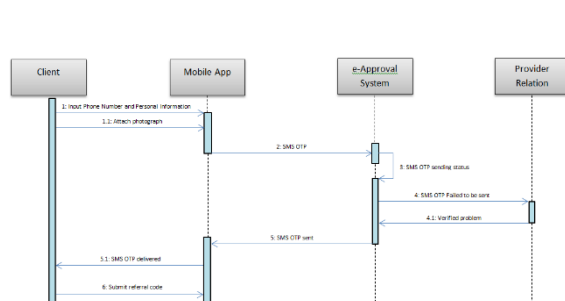 Client
Mobile App
e-Approval
System
Provider
Relation
1: Input Phone Number and Personal Information
1.1: Attach photograph
2: SMS OTP
3: SMS OTP sending status
4: SMS OTP Failed to be sent
4.1: Verified problem
5: SMS OTP sent
5.1: SMS OTP delivered
6: Submit referral code